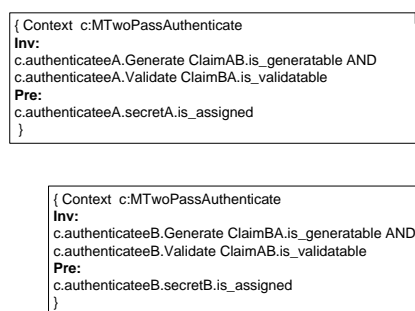 { Context c:MTwoPassAuthenticate
Inv:
c.authenticateeA.Generate ClaimAB.is_generatable AND
c.authenticateeA.Validate ClaimBA.is_validatable
Pre:
c.authenticateeA.secretA.is_assigned
}
{ Context c:MTwoPassAuthenticate
Inv:
c.authenticateeB.Generate ClaimBA.is_generatable AND
c.authenticateeB.Validate ClaimAB.is_validatable
Pre:
c.authenticateeB.secretB.is_assigned
}